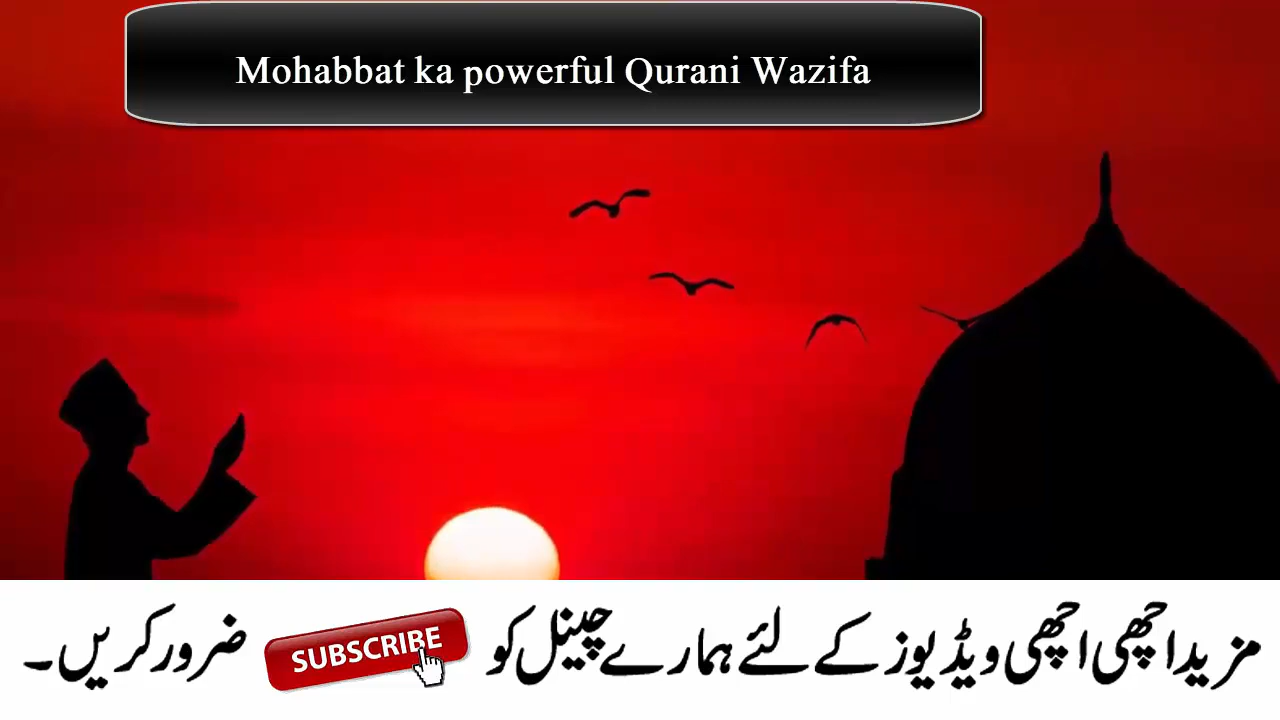 Mohabbat ka powerful Qurani Wazifa
مزید اچھی اچھی ویڈیوز کے لئے ہمارے چینل کو SUBSCRIBE ضرور کریں۔